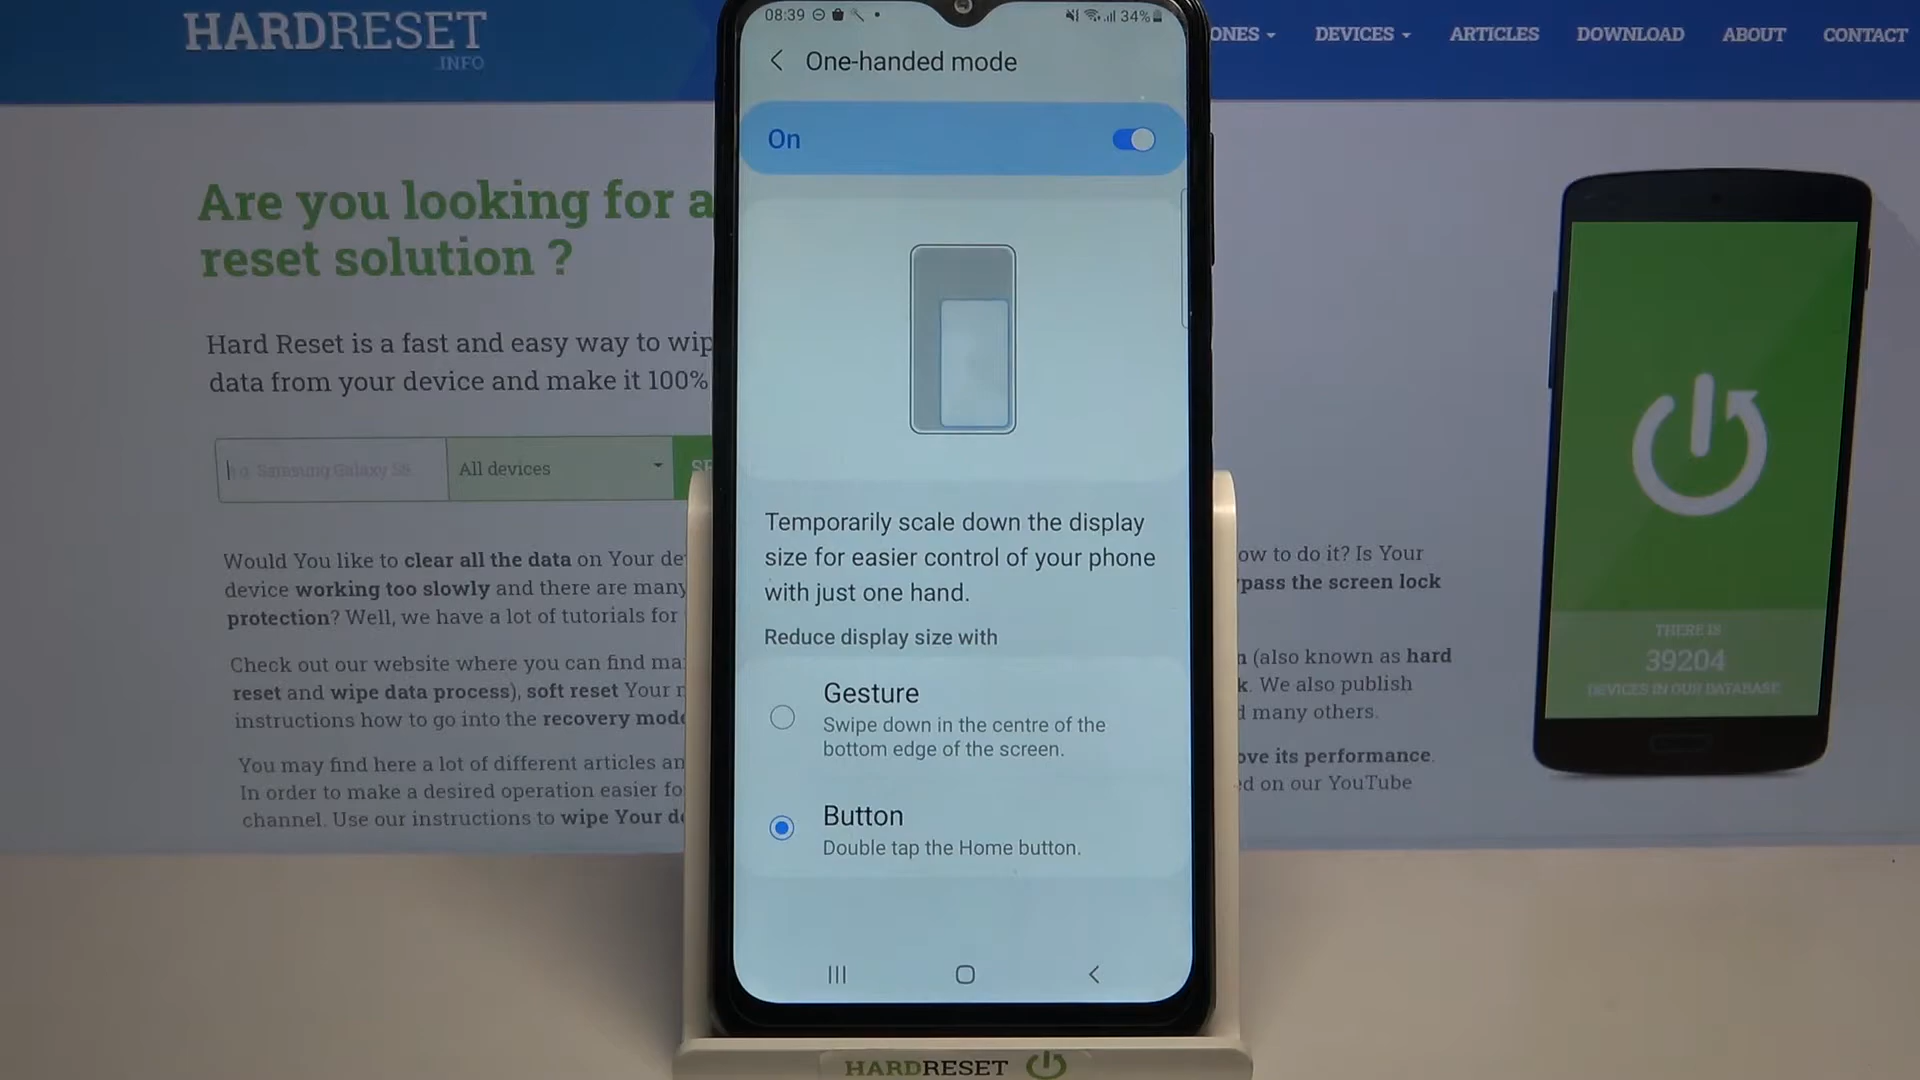 HARDRESET
.INFO
ONES
DEVICES
ARTICLES
DOWNLOAD
ABOUT
CONTACT
08:39
34%
One-handed mode
On
Temporarily scale down the display
size for easier control of your phone
with just one hand.
Reduce display size with
Gesture
Swipe down in the centre of the
bottom edge of the screen.
Button
Double tap the Home button.
Are you looking for a
reset solution ?
Hard Reset is a fast and easy way to wip
data from your device and make it 100%
Samsung Galaxy S8
All devices
Would You like to clear all the data on Your de
device working too slowly and there are many
protection? Well, we have a lot of tutorials for
Check out our website where you can find ma
reset and wipe data process), soft reset Your
instructions how to go into the recovery mod
You may find here a lot of different articles an
In order to make a desired operation easier fo
channel. Use our instructions to wipe Your d
ow to do it? Is Your
pass the screen lock
n (also known as hard
k. We also publish
d many others.
ove its performance.
d on our YouTube
THERE IS
39204
DEVICES IN OUR DATABASE
HARDRESET